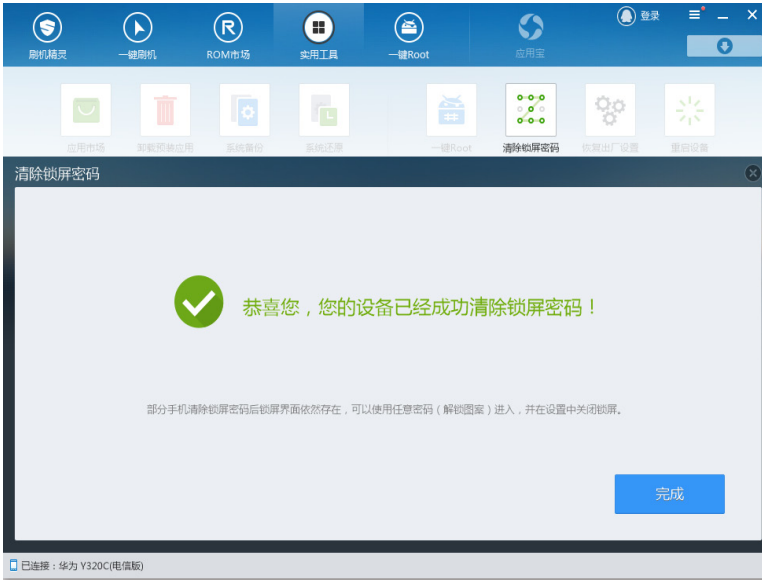 登录
刷机精灵
一键刷机
ROM市场
实用工具
一键Root
应用宝
应用市场
卸载预装应用
系统备份
系统还原
一键Root
清除锁屏密码
恢复出厂设置
重启设备
清除锁屏密码
恭喜您，您的设备已经成功清除锁屏密码！
部分手机清除锁屏密码后锁屏界面依然存在，可以使用任意密码（解锁图案）进入，并在设置中关闭锁屏。
完成
已连接：华为 Y320C(电信版)